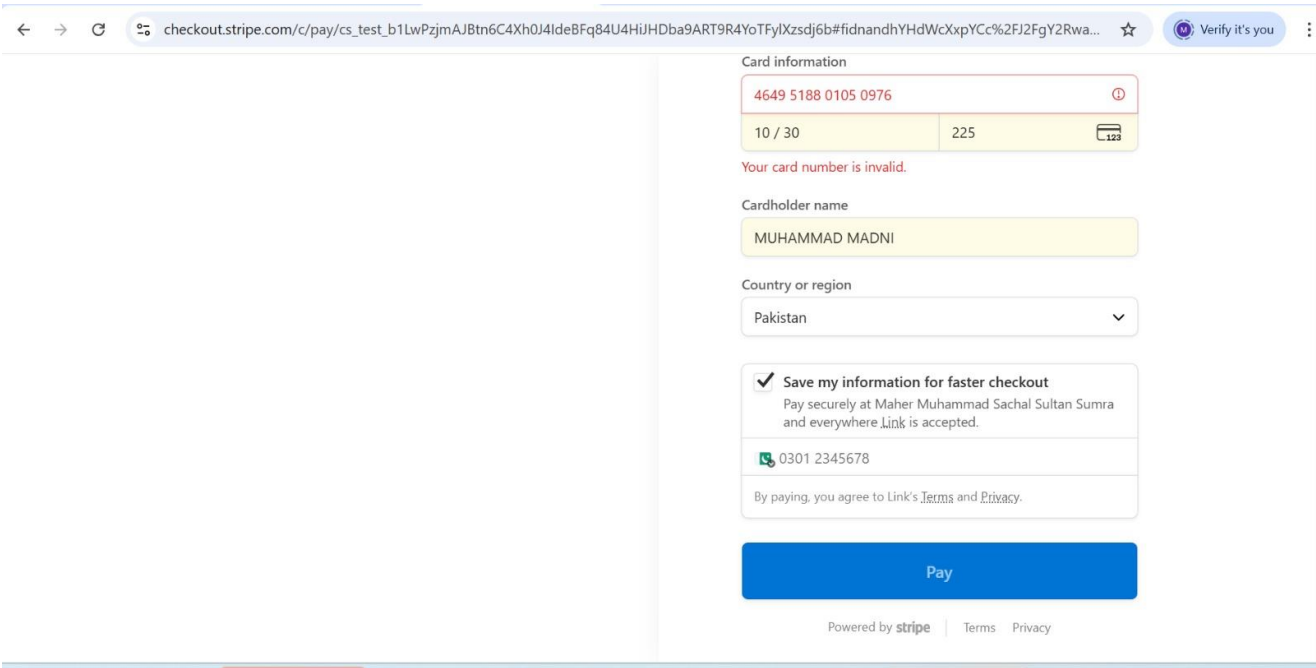 checkout.stripe.com/c/pay/cs_test_b1LwPzjmAJBtn6C4Xh0J4IdeBFq84U4HiJHDba9ART9R4YoTFylXzsdj6b#fidnandhYHdWcXxpYCc%2FJ2FgY2Rwa...
M
Verify it's you
Card information
4649 5188 0105 0976
10 / 30
225
123
Your card number is invalid.
Cardholder name
MUHAMMAD MADNI
Country or region
Pakistan
Save my information for faster checkout
Pay securely at Maher Muhammad Sachal Sultan Sumra
and everywhere Link is accepted.
0301 2345678
By paying, you agree to Link's Terms and Privacy.
Pay
Powered by stripe
Terms
Privacy